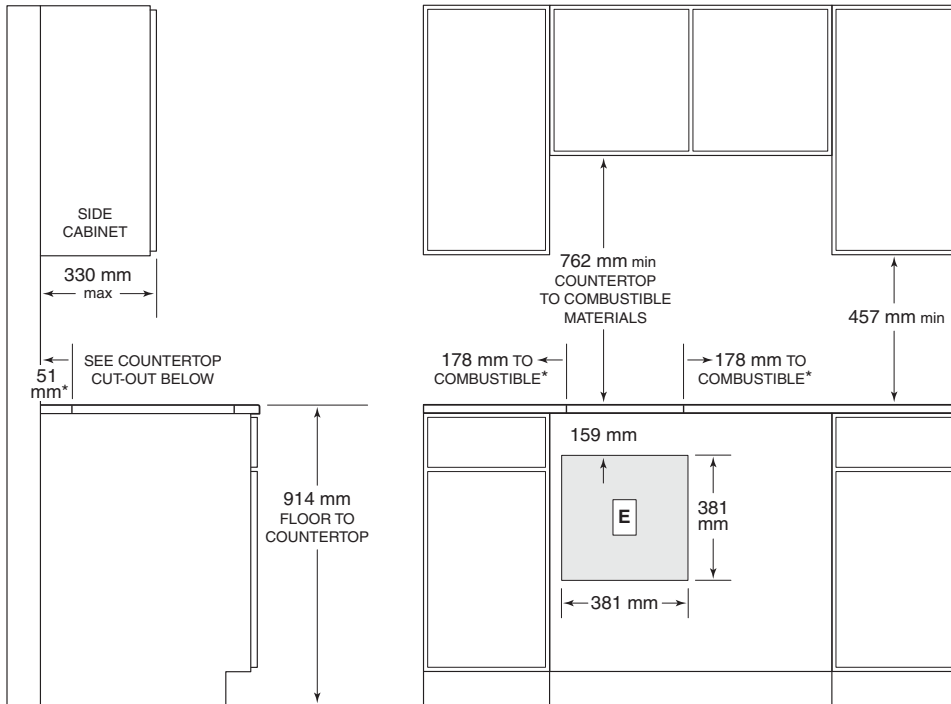 SIDE
CABINET
330 mm
max
51
mm*
SEE COUNTERTOP
CUT-OUT BELOW
914 mm
FLOOR TO
COUNTERTOP
762 mm min
COUNTERTOP
TO COMBUSTIBLE
MATERIALS
457 mm min
178 mm TO
COMBUSTIBLE*
178 mm TO
COMBUSTIBLE*
159 mm
E
381
mm
381 mm